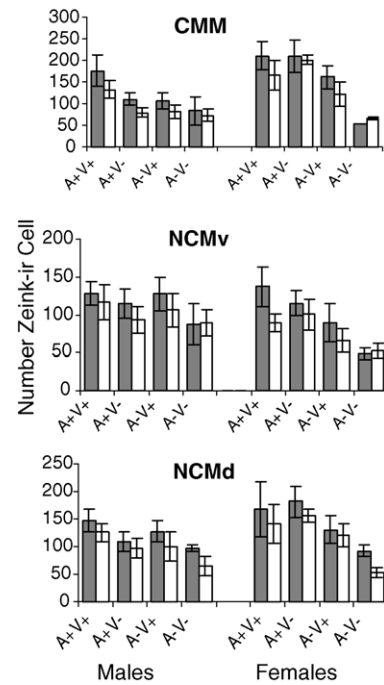 CMM
300
250
200
150
100
50
0
A+V+ A+V- A-V+ A-V- A+V+ A+V- A-V+ A-V-
NCMv
200
150
100
50
0
A+V+ A+V- A-V+ A-V- A+V+ A+V- A-V+ A-V-
Number Zeink-ir Cell
NCMd
250
200
150
100
50
0
A+V+ A+V- A-V+ A-V- A+V+ A+V- A-V+ A-V-
Males Females